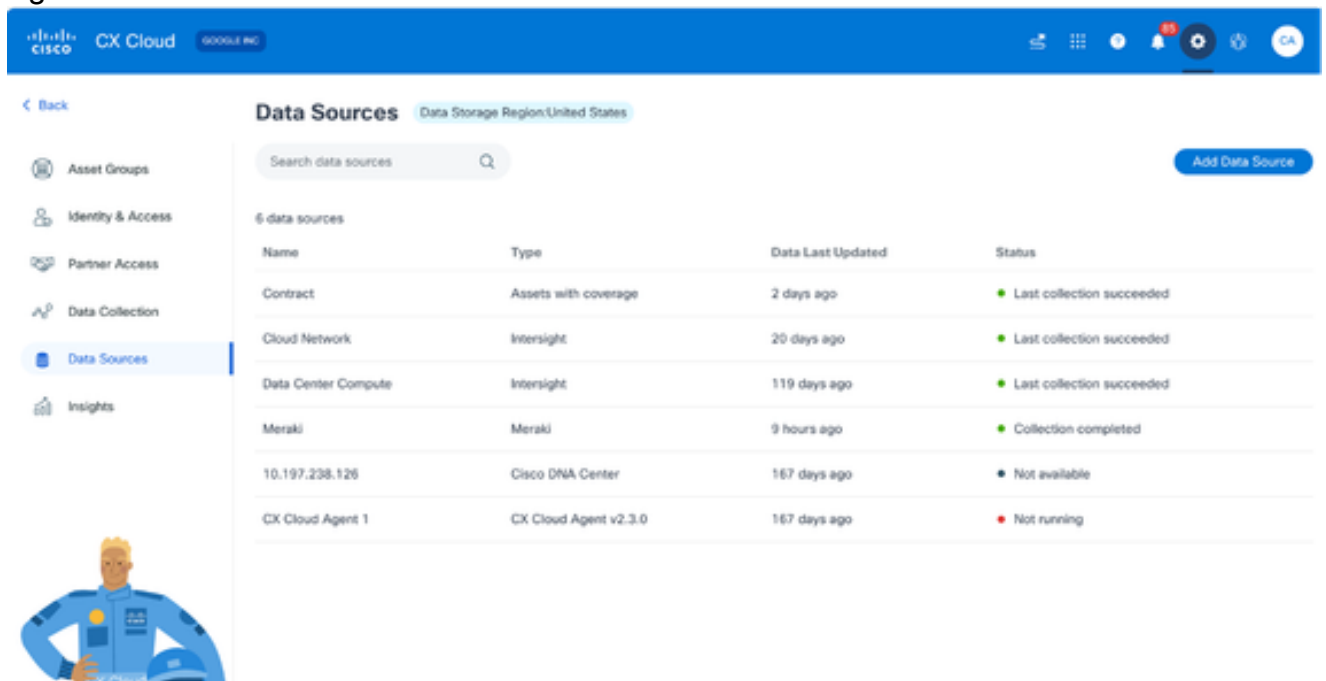 CISCO CX Cloud GOOGLE INC 85 CA
Back
Data Sources Data Storage Region:United States
Search data sources
Add Data Source
Asset Groups
Identity & Access
Partner Access
Data Collection
Data Sources
Insights
6 data sources
Name Type Data Last Updated Status
Contract Assets with coverage 2 days ago Last collection succeeded
Cloud Network Intersight 20 days ago Last collection succeeded
Data Center Compute Intersight 119 days ago Last collection succeeded
Meraki Meraki 9 hours ago Collection completed
10.197.238.126 Cisco DNA Center 167 days ago Not available
CX Cloud Agent 1 CX Cloud Agent v2.3.0 167 days ago Not running
CX Cloud